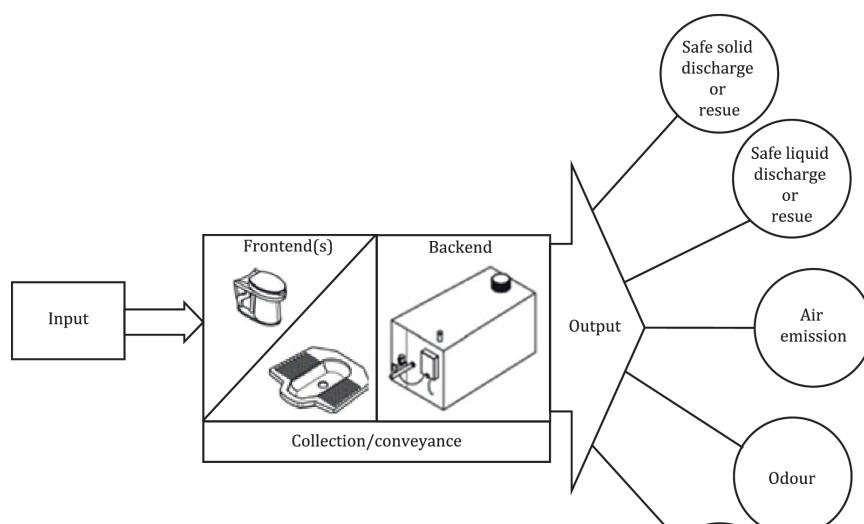 Safe solid
discharge
or
resue
Safe liquid
discharge
or
resue
Frontend(s)
Backend
Input
Output
Air
emission
Collection/conveyance
Odour